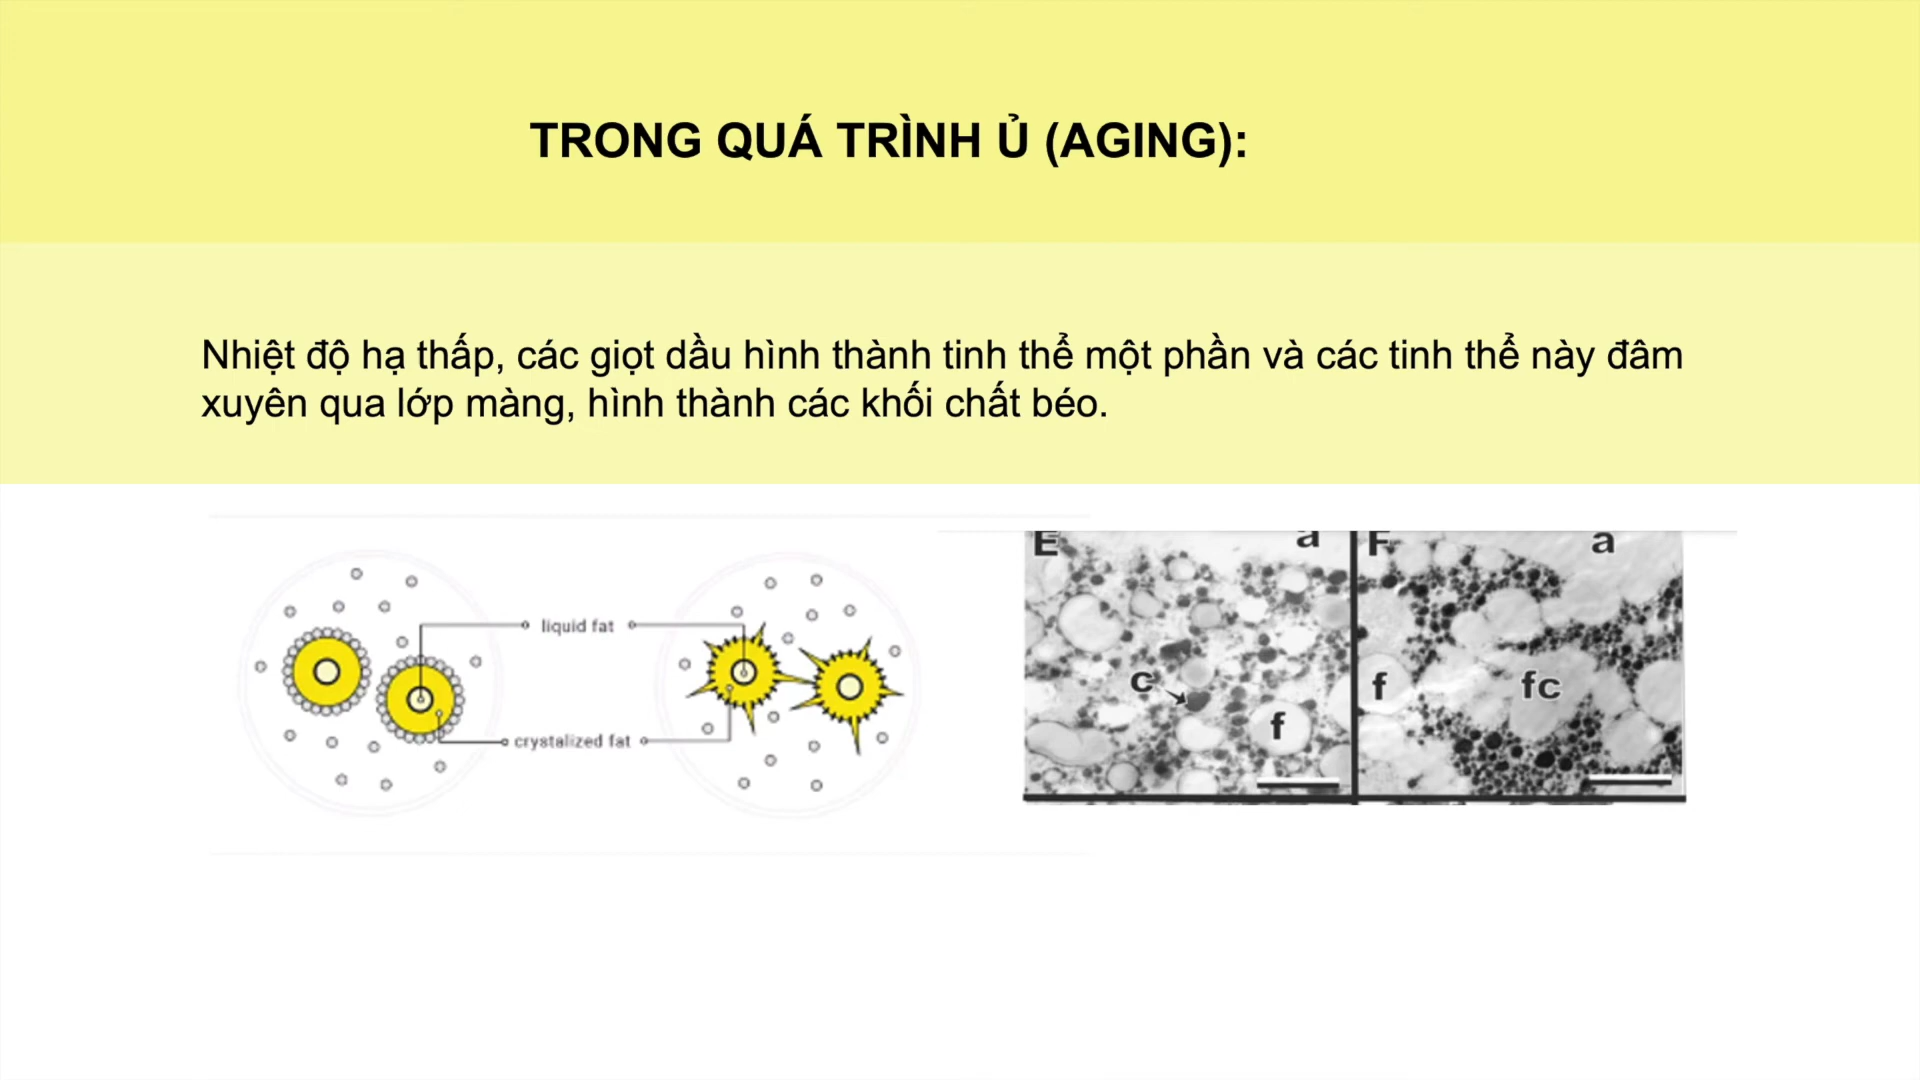 TRONG QUÁ TRÌNH Ủ (AGING):
Nhiệt độ hạ thấp, các giọt dầu hình thành tinh thể một phần và các tinh thể này đâm
xuyên qua lớp màng, hình thành các khối chất béo.
liquid fat
crystalized fat
E
a
F
a
c
f
f
fc